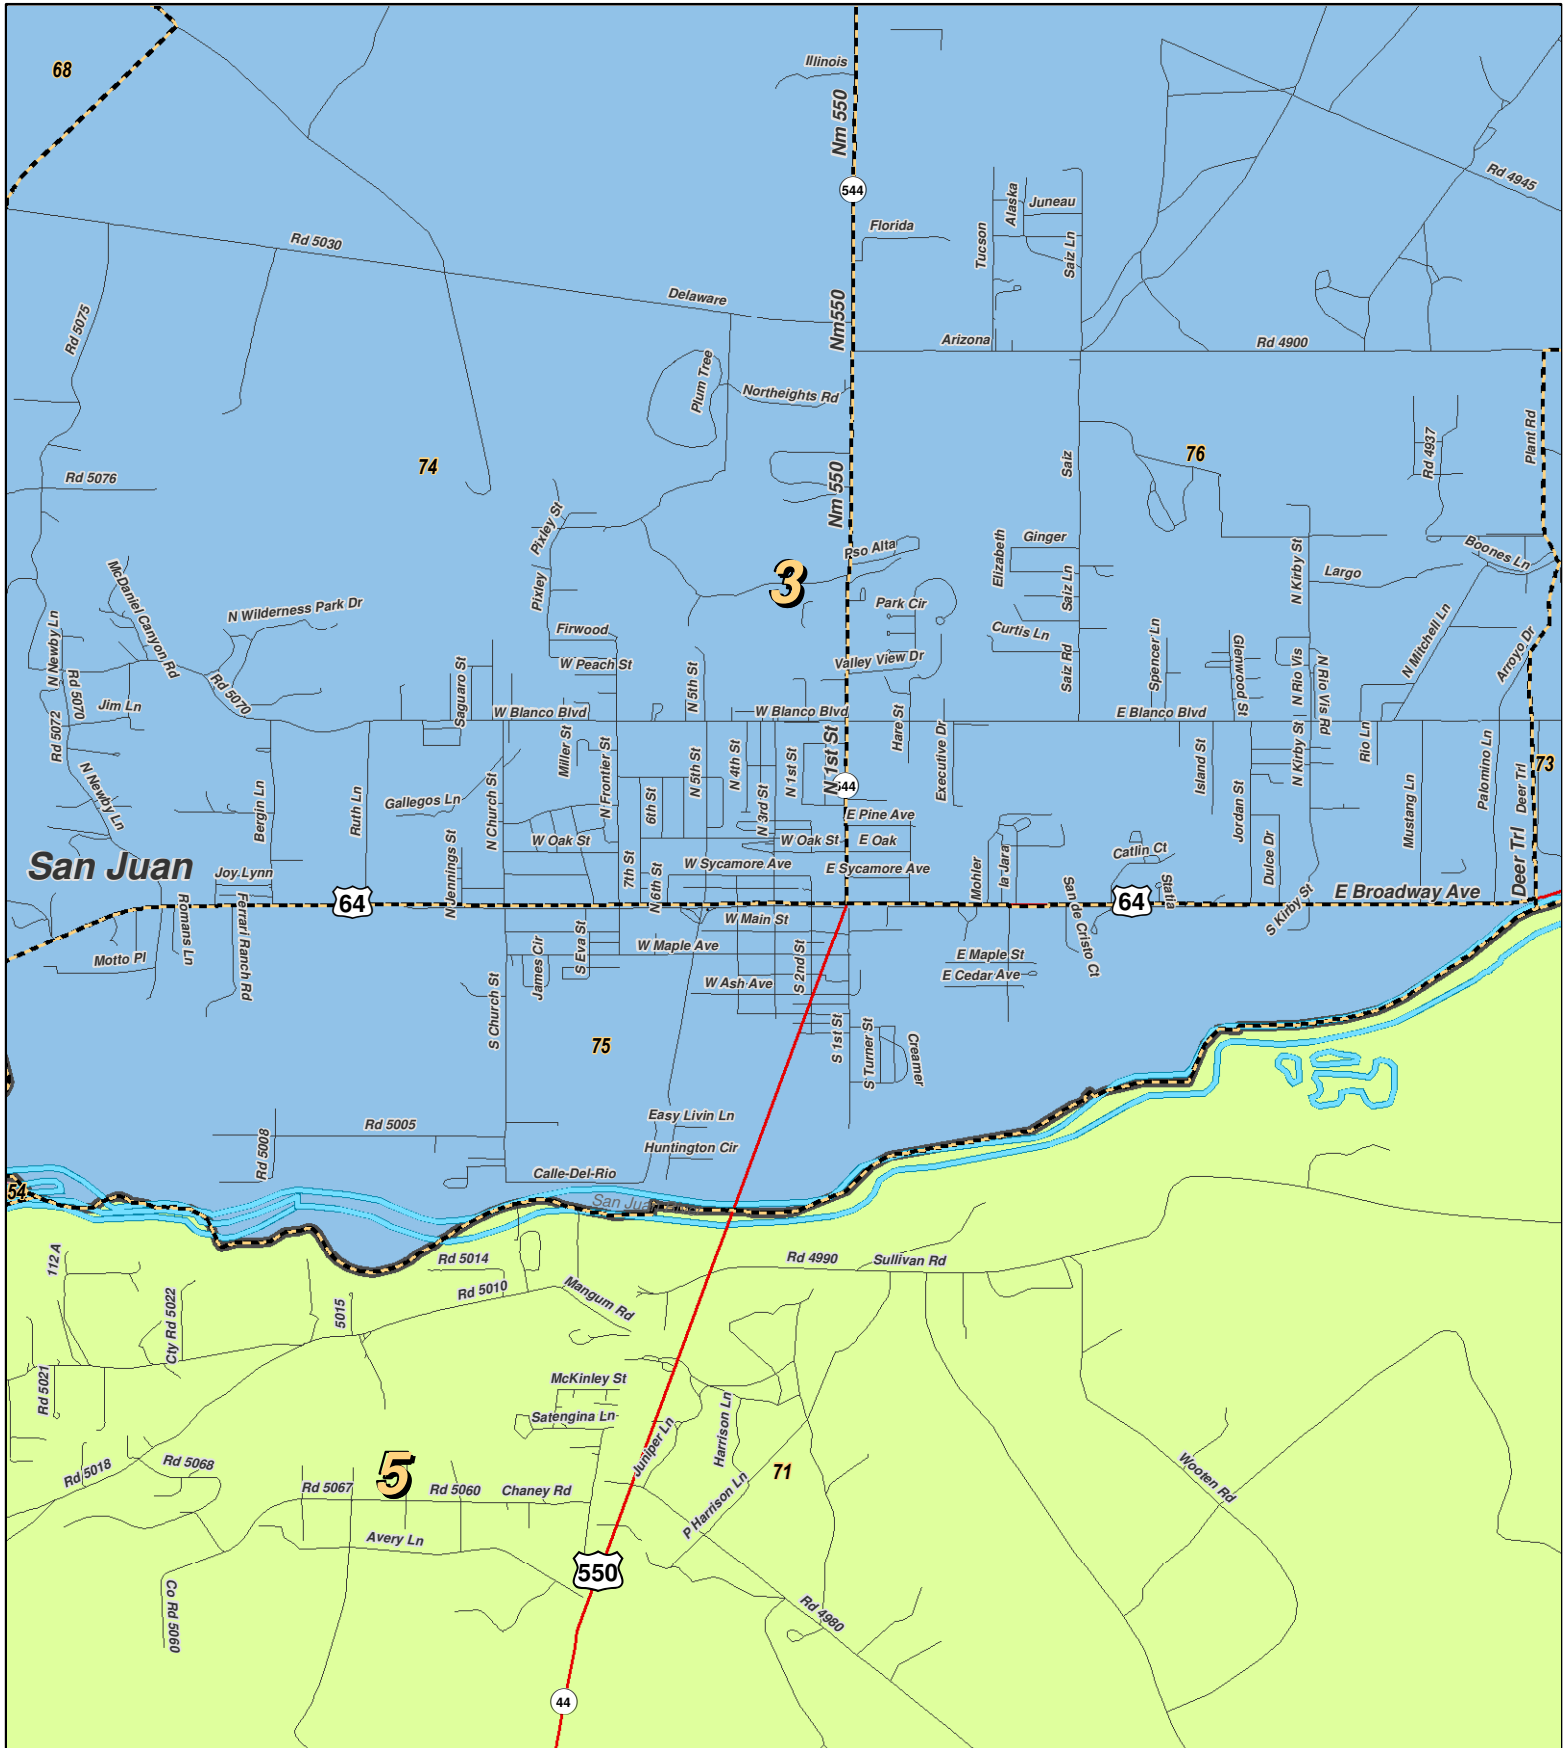 68
Illinois
Nm 550
544
Rd 4945
Alaska
Juneau
Florida
Tucson
Saiz Ln
Rd 5030
Delaware
Nm550
Rd 5075
Arizona
Rd 4900
Plum Tree
Northeights Rd
Plant Rd
Rd 4937
76
74
Saiz
Rd 5076
Nm 550
Pixley St
Pso Alta
Elizabeth
Ginger
N Kirby St
Boones Ln
Largo
3
McDaniel Canyon Rd
Pixley
Saiz Ln
N Wilderness Park Dr
Park Cir
N Newby Ln
Firwood
Curtis Ln
N Mitchell Ln
Spencer Ln
Glenwood St
Arroyo Dr
W Peach St
Valley View Dr
Saiz Rd
N Rio Vis
N Rio Vis Rd
Rd 5070
Rd 5070
Saguaro St
N 5th St
Jim Ln
W Blanco Blvd
W Blanco Blvd
E Blanco Blvd
Rd 5072
Hare St
Miller St
N Frontier St
N 5th St
N 4th St
N 1st St
N 1st St
Executive Dr
Island St
N Kirby St
Rio Ln
Palomino Ln
Deer Trl
73
N Newby Ln
Bergin Ln
Ruth Ln
Gallegos Ln
N Church St
6th St
N 3rd St
544
Jordan St
Mustang Ln
E Pine Ave
W Oak St
W Oak St
E Oak
N Jennings St
7th St
N 6th St
W Sycamore Ave
E Sycamore Ave
Mohler
la Jara
Catlin Ct
Dulce Dr
San Juan
Joy Lynn
Staia
Deer Trl
64
64
E Broadway Ave
Romans Ln
Ferrari Ranch Rd
W Main St
S Kirby St
San de Cristo Ct
Motto Pl
S Eva St
W Maple Ave
E Maple St
James Cir
S 2nd St
E Cedar Ave
W Ash Ave
S Church St
75
S 1st St
S Turner St
Creamer
Easy Livin Ln
Rd 5005
Rd 5008
Huntington Cir
Calle-Del-Rio
54
San Jua
112 A
Rd 5014
Rd 4990
Sullivan Rd
Rd 5010
Mangum Rd
Cty Rd 5022
5015
McKinley St
Rd 5021
Satengina Ln
Harrison Ln
Juniper Ln
Rd 5018
Rd 5068
5
71
Wooten Rd
Rd 5067
Rd 5060
Chaney Rd
P Harrison Ln
Avery Ln
550
Co Rd 5060
Rd 4980
44